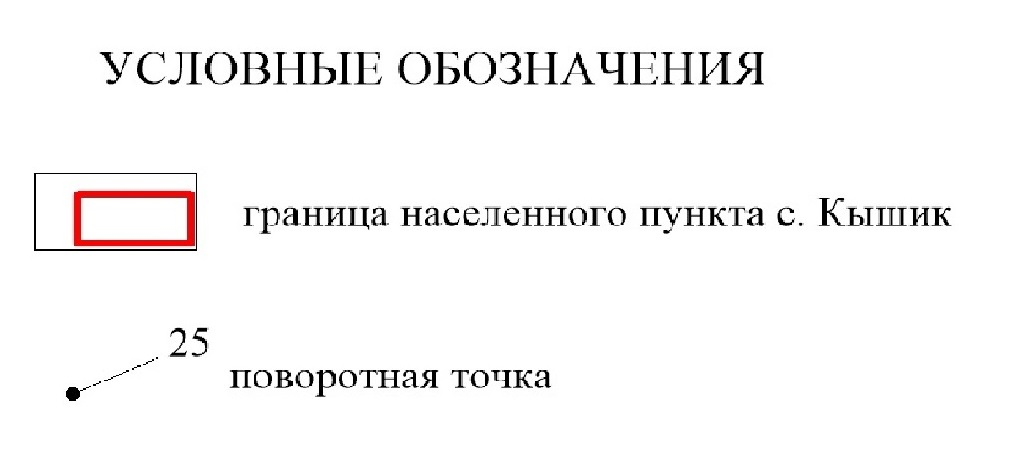 УСЛОВНЫЕ ОБОЗНАЧЕНИЯ
граница населенного пункта с. Кышик
25
поворотная точка